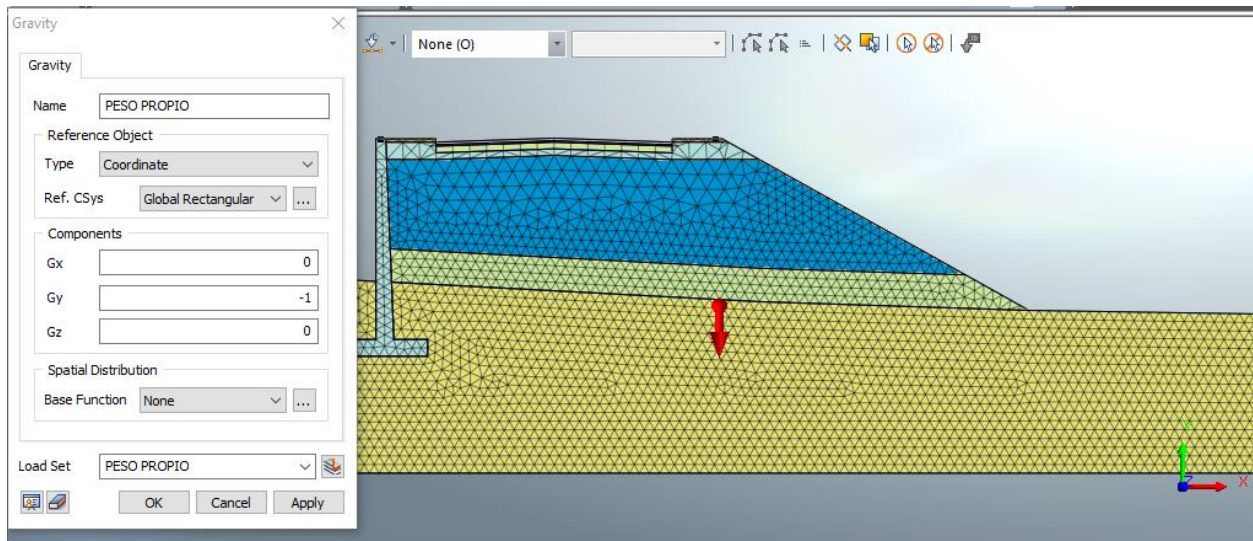 Gravity
None (O)
Gravity
Name PESO PROPIO
Reference Object
Type Coordinate
Ref. CSys Global Rectangular ...
Components
Gx 0
Gy -1
Gz 0
Spatial Distribution
Base Function None ...
Load Set PESO PROPIO
OK Cancel Apply
Y
Z
X